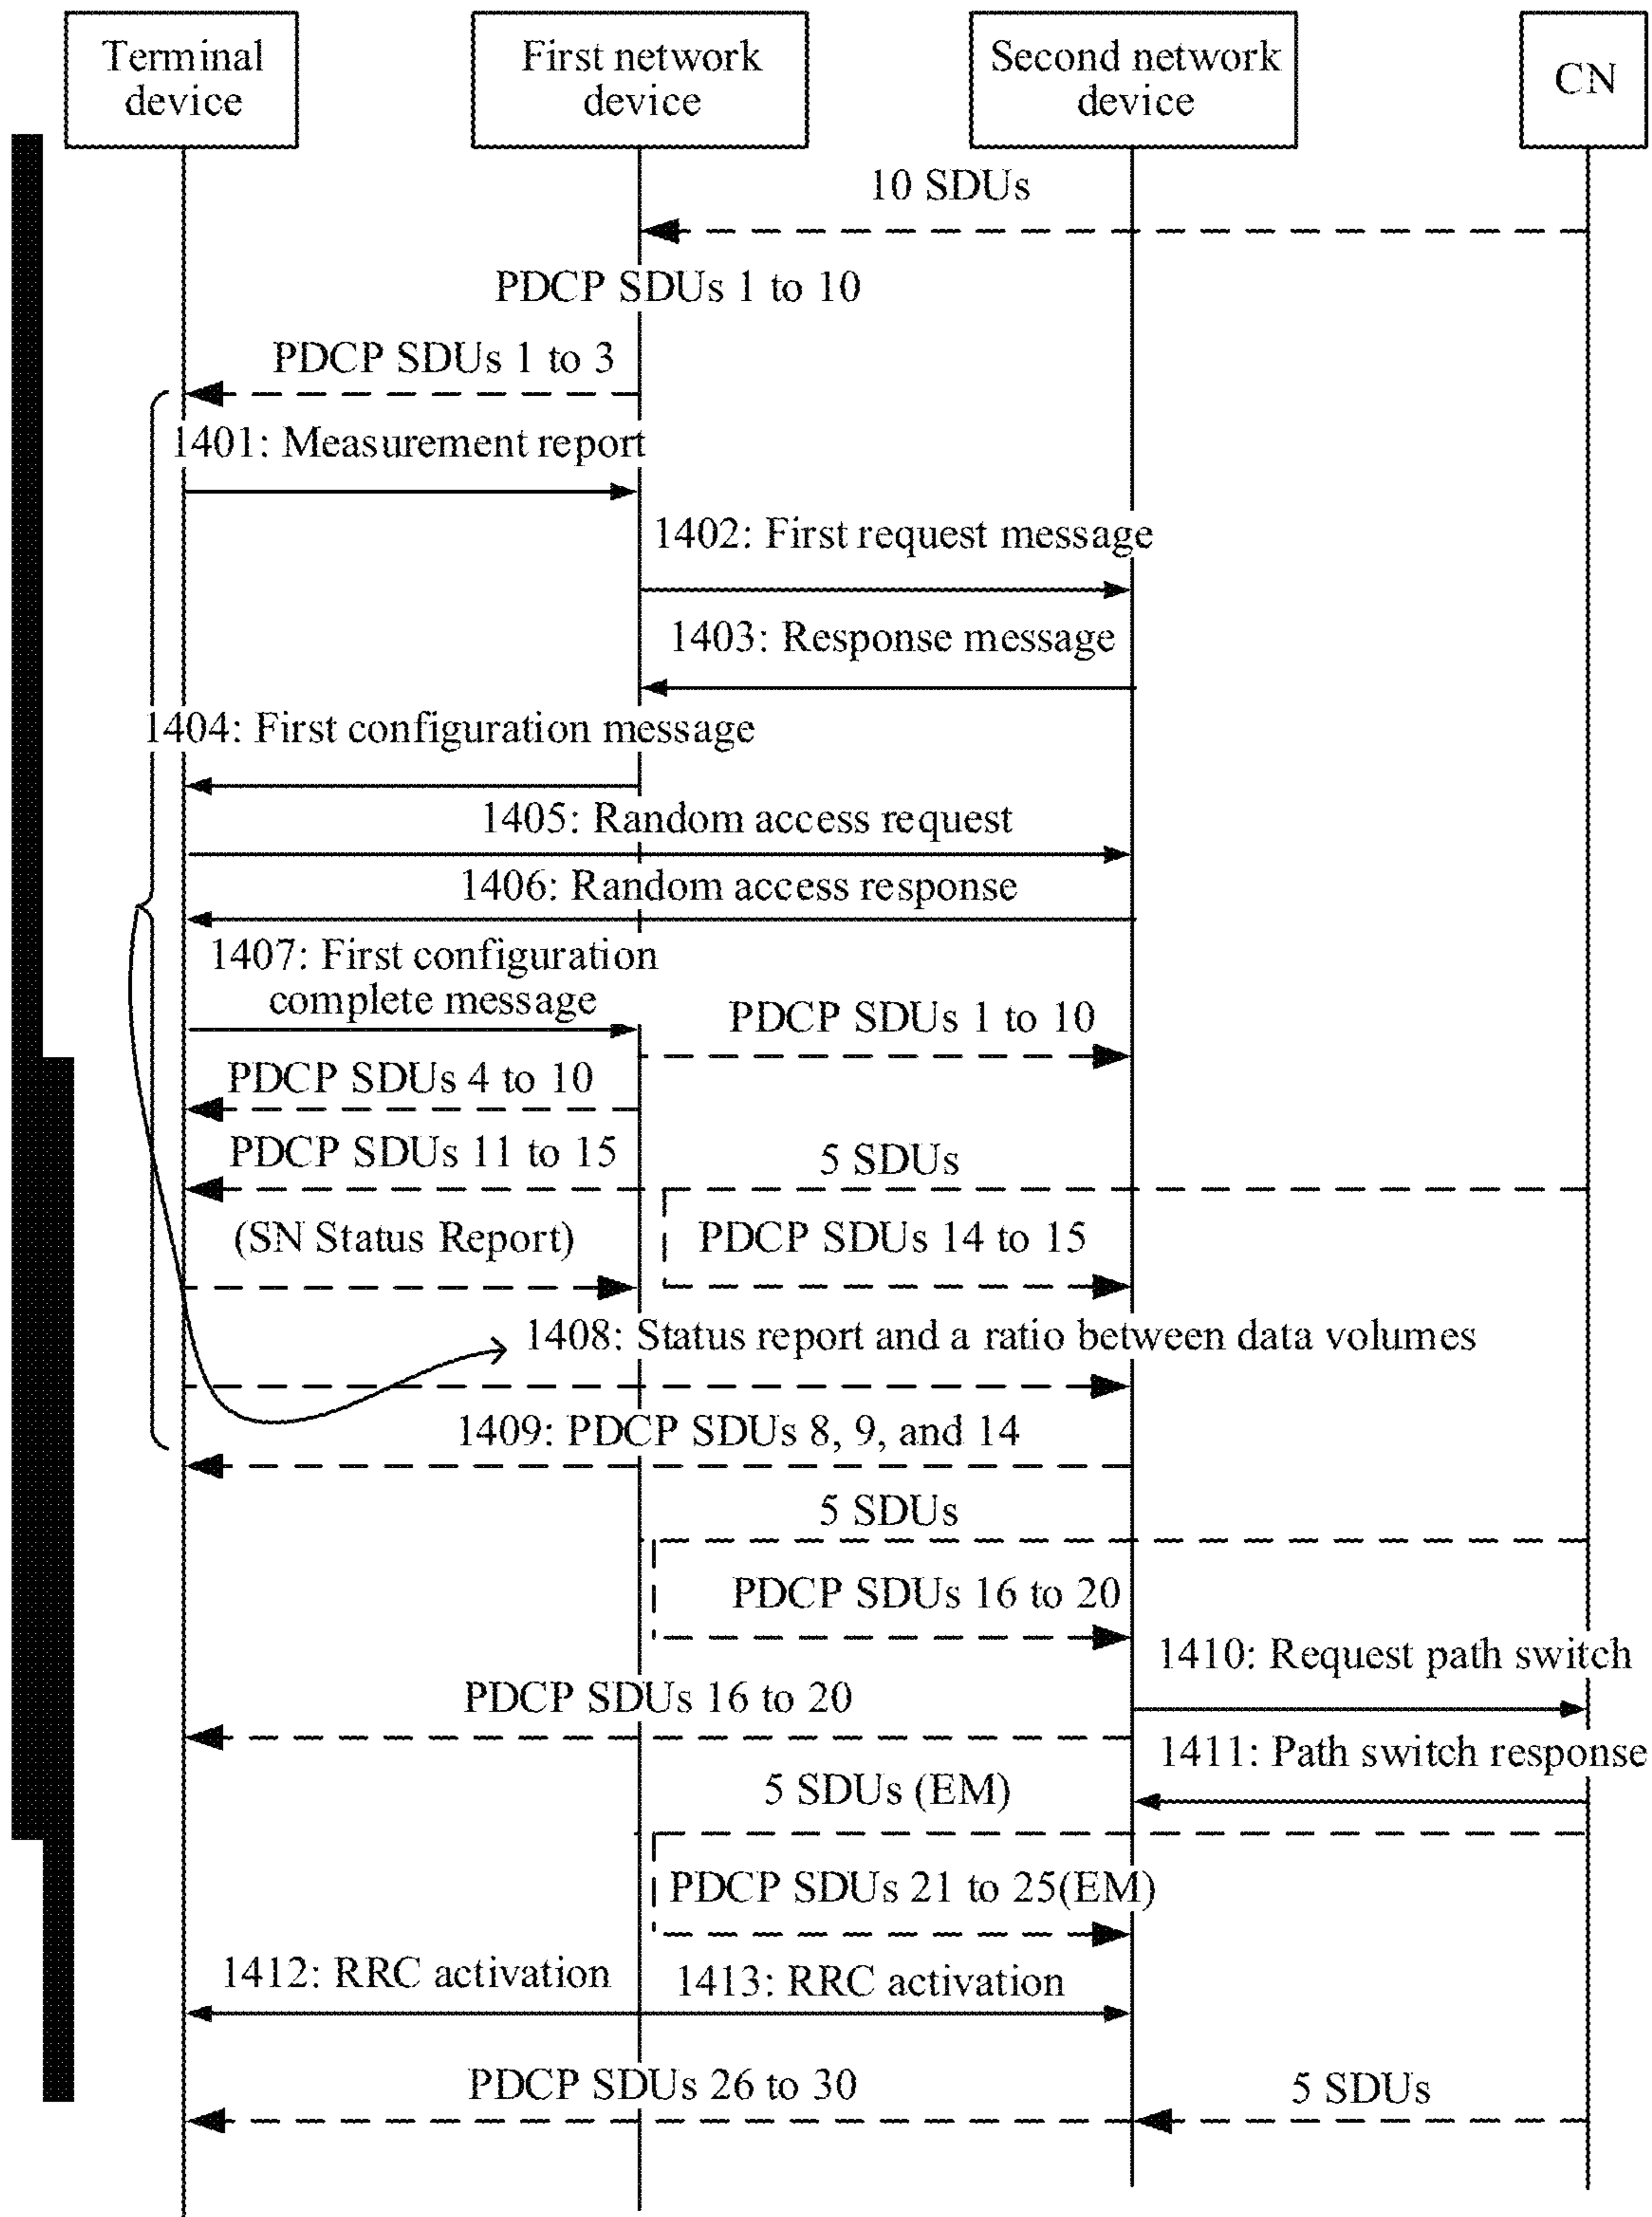 Terminal
device
First network
device
Second network
device
CN
10 SDUs
PDCP SDUs 1 to 10
PDCP SDUs 1 to 3
1401: Measurement report
1402: First request message
1403: Response message
1404: First configuration message
1405: Random access request
1406: Random access response
1407: First configuration
complete message
PDCP SDUs 1 to 10
PDCP SDUs 4 to 10
PDCP SDUs 11 to 15
5 SDUs
(SN Status Report)
PDCP SDUs 14 to 15
1408: Status report and a ratio between data volumes
1409: PDCP SDUs 8, 9, and 14
5 SDUs
PDCP SDUs 16 to 20
1410: Request path switch
PDCP SDUs 16 to 20
1411: Path switch response
5 SDUs (EM)
PDCP SDUs 21 to 25(EM)
1412: RRC activation
1413: RRC activation
PDCP SDUs 26 to 30
5 SDUs